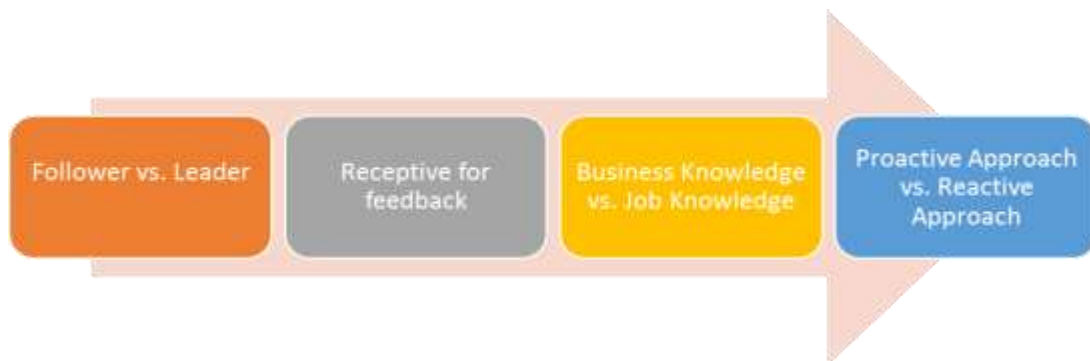 Follower vs. Leader
Receptive for
feedback
Business Knowledge
vs. Job Knowledge
Proactive Approach
vs. Reactive
Approach